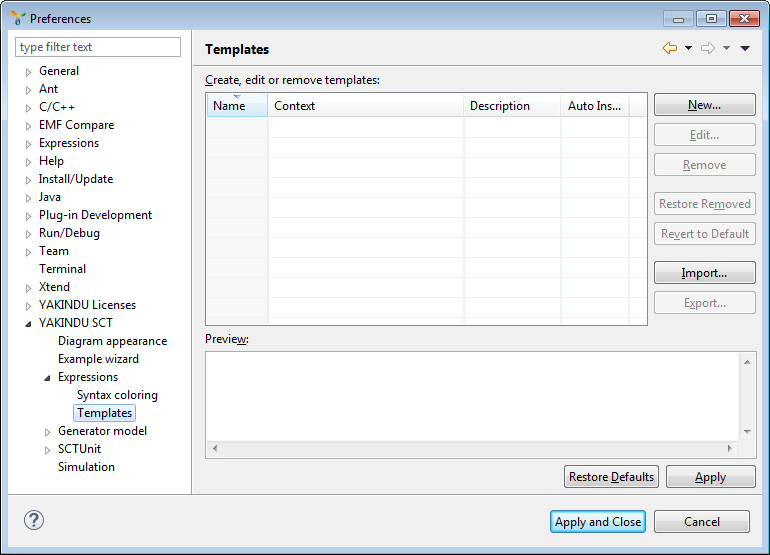 Preferences
type filter text
General
Ant
C/C++
EMF Compare
Expressions
Help
Install/Update
Java
Plug-in Development
Run/Debug
Team
Terminal
Xtend
YAKINDU Licenses
YAKINDU SCT
Diagram appearance
Example wizard
Expressions
Syntax coloring
Templates
Generator model
SCTUnit
Simulation
Templates
Create, edit or remove templates:
Name Context Description Auto Ins...
New...
Edit...
Remove
Restore Removed
Revert to Default
Import...
Export...
Preview:
Restore Defaults Apply
? Apply and Close Cancel